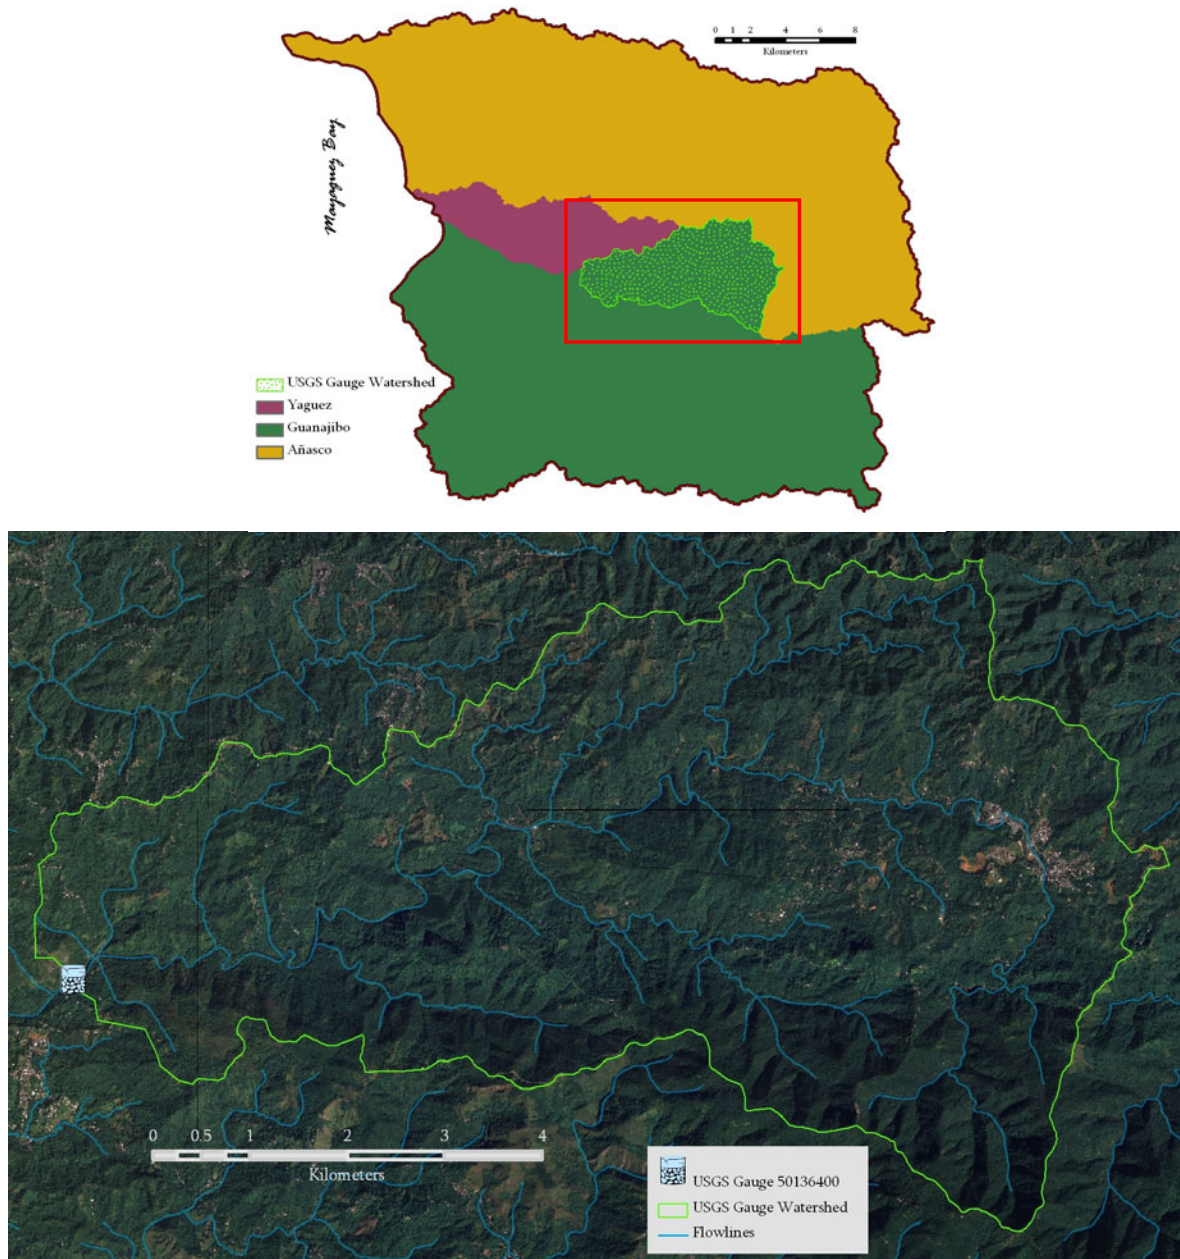 0 1 2 4 6 8
Kilometers
Mayaguez Bay
USGS Gauge Watershed
Yaguez
Guanajibo
Añasco
0 0.5 1 2 3 4
Kilometers
USGS Gauge 50136400
USGS Gauge Watershed
Flowlines